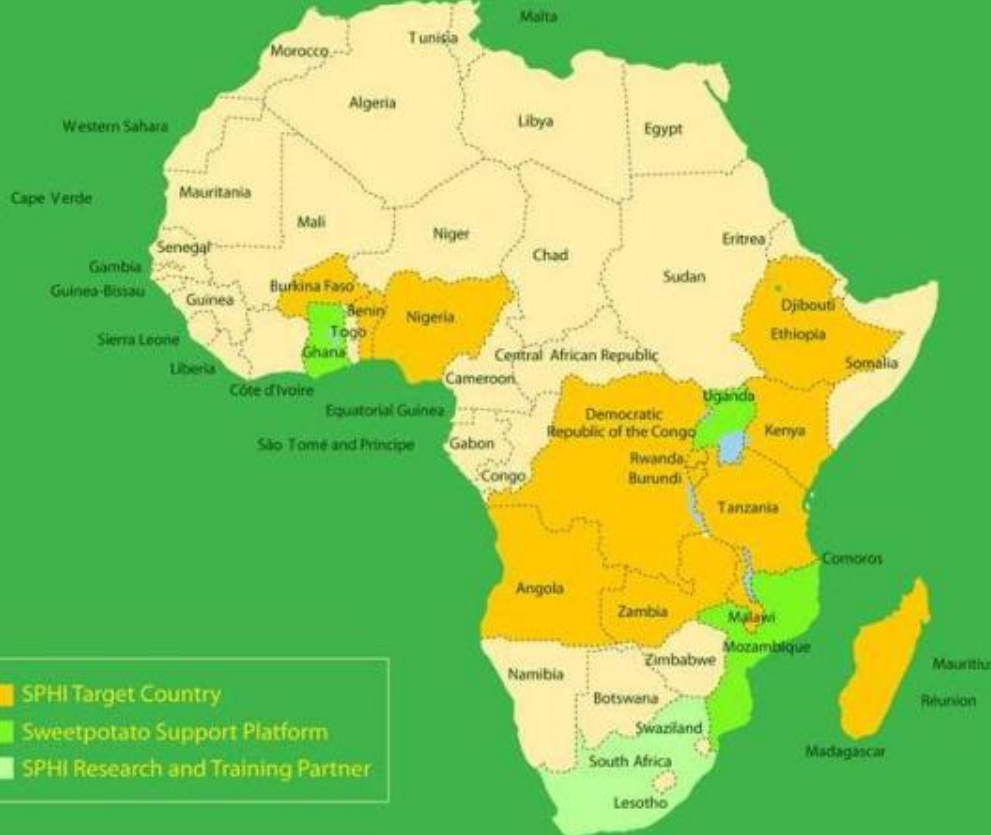 Malta
Tunisia
Morocco
Algeria
Libya
Egypt
Western Sahara
Cape Verde
Mauritania
Mali
Niger
Chad
Sudan
Eritrea
Senegal
Gambia
Guinea-Bissau
Guinea
Burkina Faso
Benin
Nigeria
Togo
Ghana
Djibouti
Ethiopia
Somalia
Sierra Leone
Liberia
Côte d'Ivoire
Central African Republic
Cameroon
Equatorial Guinea
São Tomé and Principe
Gabon
Congo
Democratic
Republic of the Congo
Uganda
Kenya
Rwanda
Burundi
Tanzania
Comoros
Angola
Zambia
Malawi
Mozambique
Zimbabwe
Namibia
Botswana
Swaziland
South Africa
Lesotho
Mauritiu
Réunion
Madagascar
SPHI Target Country
Sweetpotato Support Platform
SPHI Research and Training Partner